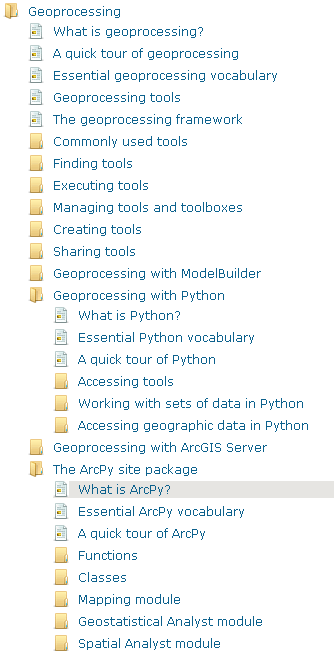 Geoprocessing
What is geoprocessing?
A quick tour of geoprocessing
Essential geoprocessing vocabulary
Geoprocessing tools
The geoprocessing framework
Commonly used tools
Finding tools
Executing tools
Managing tools and toolboxes
Creating tools
Sharing tools
Geoprocessing with ModelBuilder
Geoprocessing with Python
What is Python?
Essential Python vocabulary
A quick tour of Python
Accessing tools
Working with sets of data in Python
Accessing geographic data in Python
Geoprocessing with ArcGIS Server
The ArcPy site package
What is ArcPy?
Essential ArcPy vocabulary
A quick tour of ArcPy
Functions
Classes
Mapping module
Geostatistical Analyst module
Spatial Analyst module